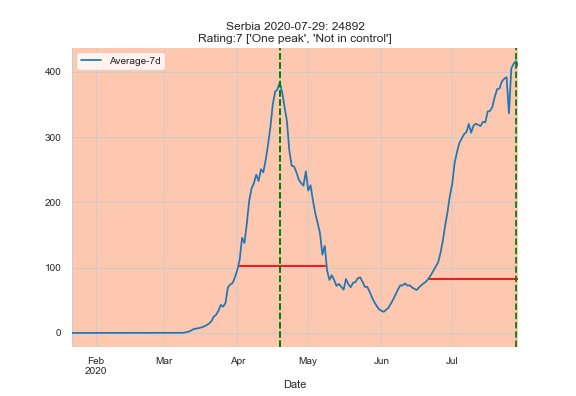 Serbia 2020-07-29: 24892
Rating:7 ['One peak', 'Not in control']
Average-7d
400
300
200
100
0
Feb
2020
Mar
Apr
May
Jun
Jul
Date